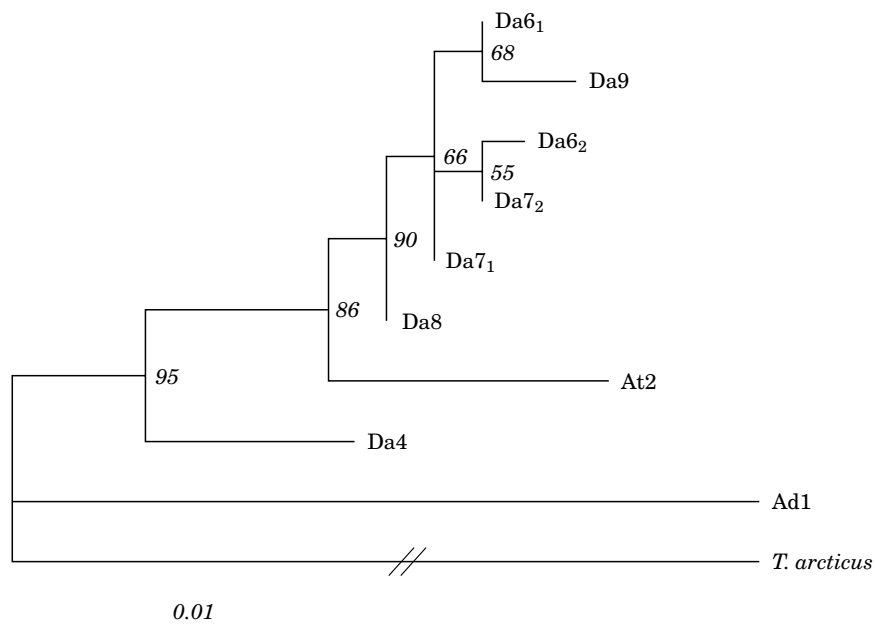 Da6₁
68
Da9
Da6₂
66
55
Da7₂
90
Da7₁
86
Da8
95
At2
Da4
Ad1
T. arcticus
0.01